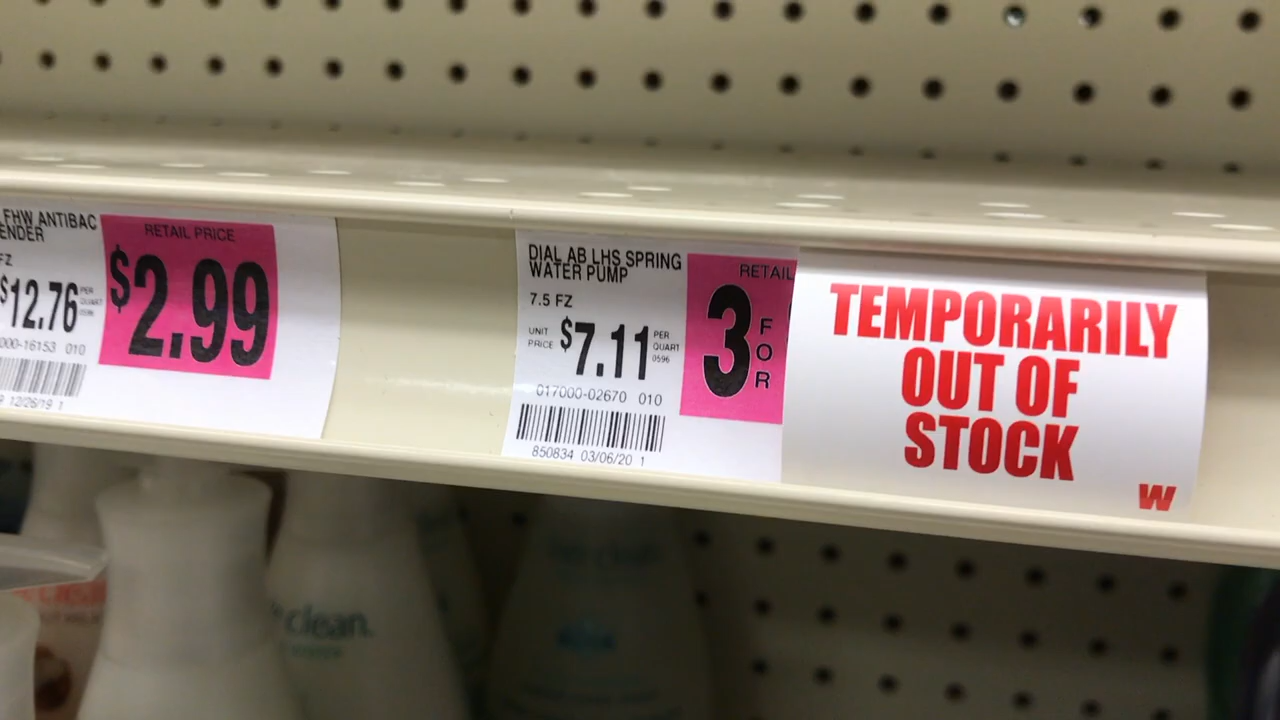 FHW ANTIBAC
ENDER
FZ
$12.76 PER QUART
000-16153 010
12/26/19 1
RETAIL PRICE
$2.99
DIAL AB LHS SPRING
WATER PUMP
7.5 FZ
UNIT PRICE $7.11 PER QUART 0596
017000-02670 010
850834 03/06/20 1
RETAIL
3 FOR
TEMPORARILY
OUT OF
STOCK
W
clean.